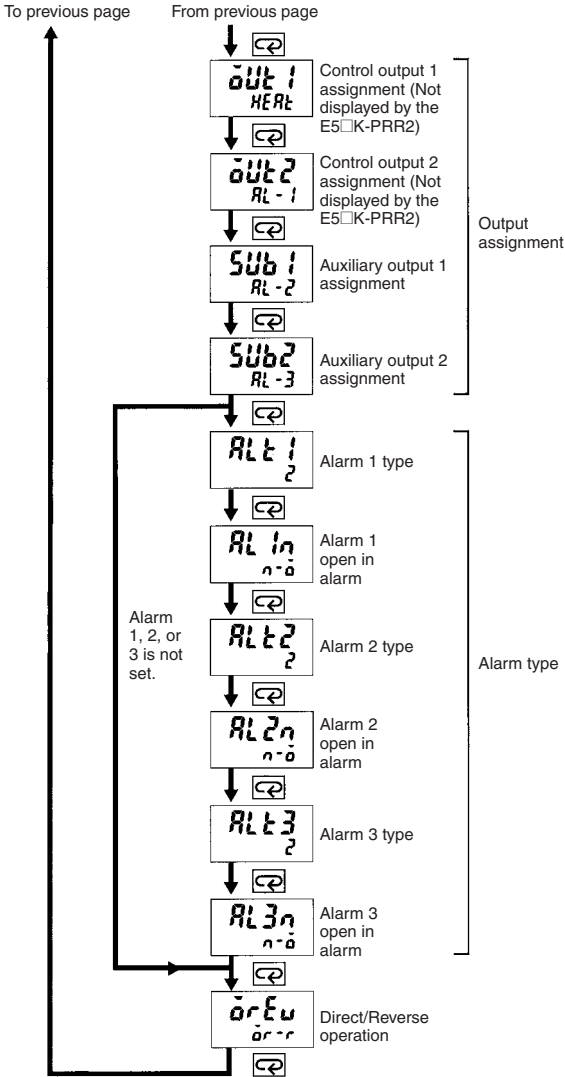 To previous page
From previous page
out1
HEAt
Control output 1
assignment (Not
displayed by the
E5□K-PRR2)
out2
AL-1
Control output 2
assignment (Not
displayed by the
E5□K-PRR2)
SUb1
AL-2
Auxiliary output 1
assignment
SUb2
AL-3
Auxiliary output 2
assignment
Output
assignment
ALt1
2
Alarm 1 type
AL1n
n-o
Alarm 1
open in
alarm
Alarm
1, 2, or
3 is not
set.
ALt2
2
Alarm 2 type
AL2n
n-o
Alarm 2
open in
alarm
ALt3
2
Alarm 3 type
AL3n
n-o
Alarm 3
open in
alarm
Alarm type
orEv
or-r
Direct/Reverse
operation